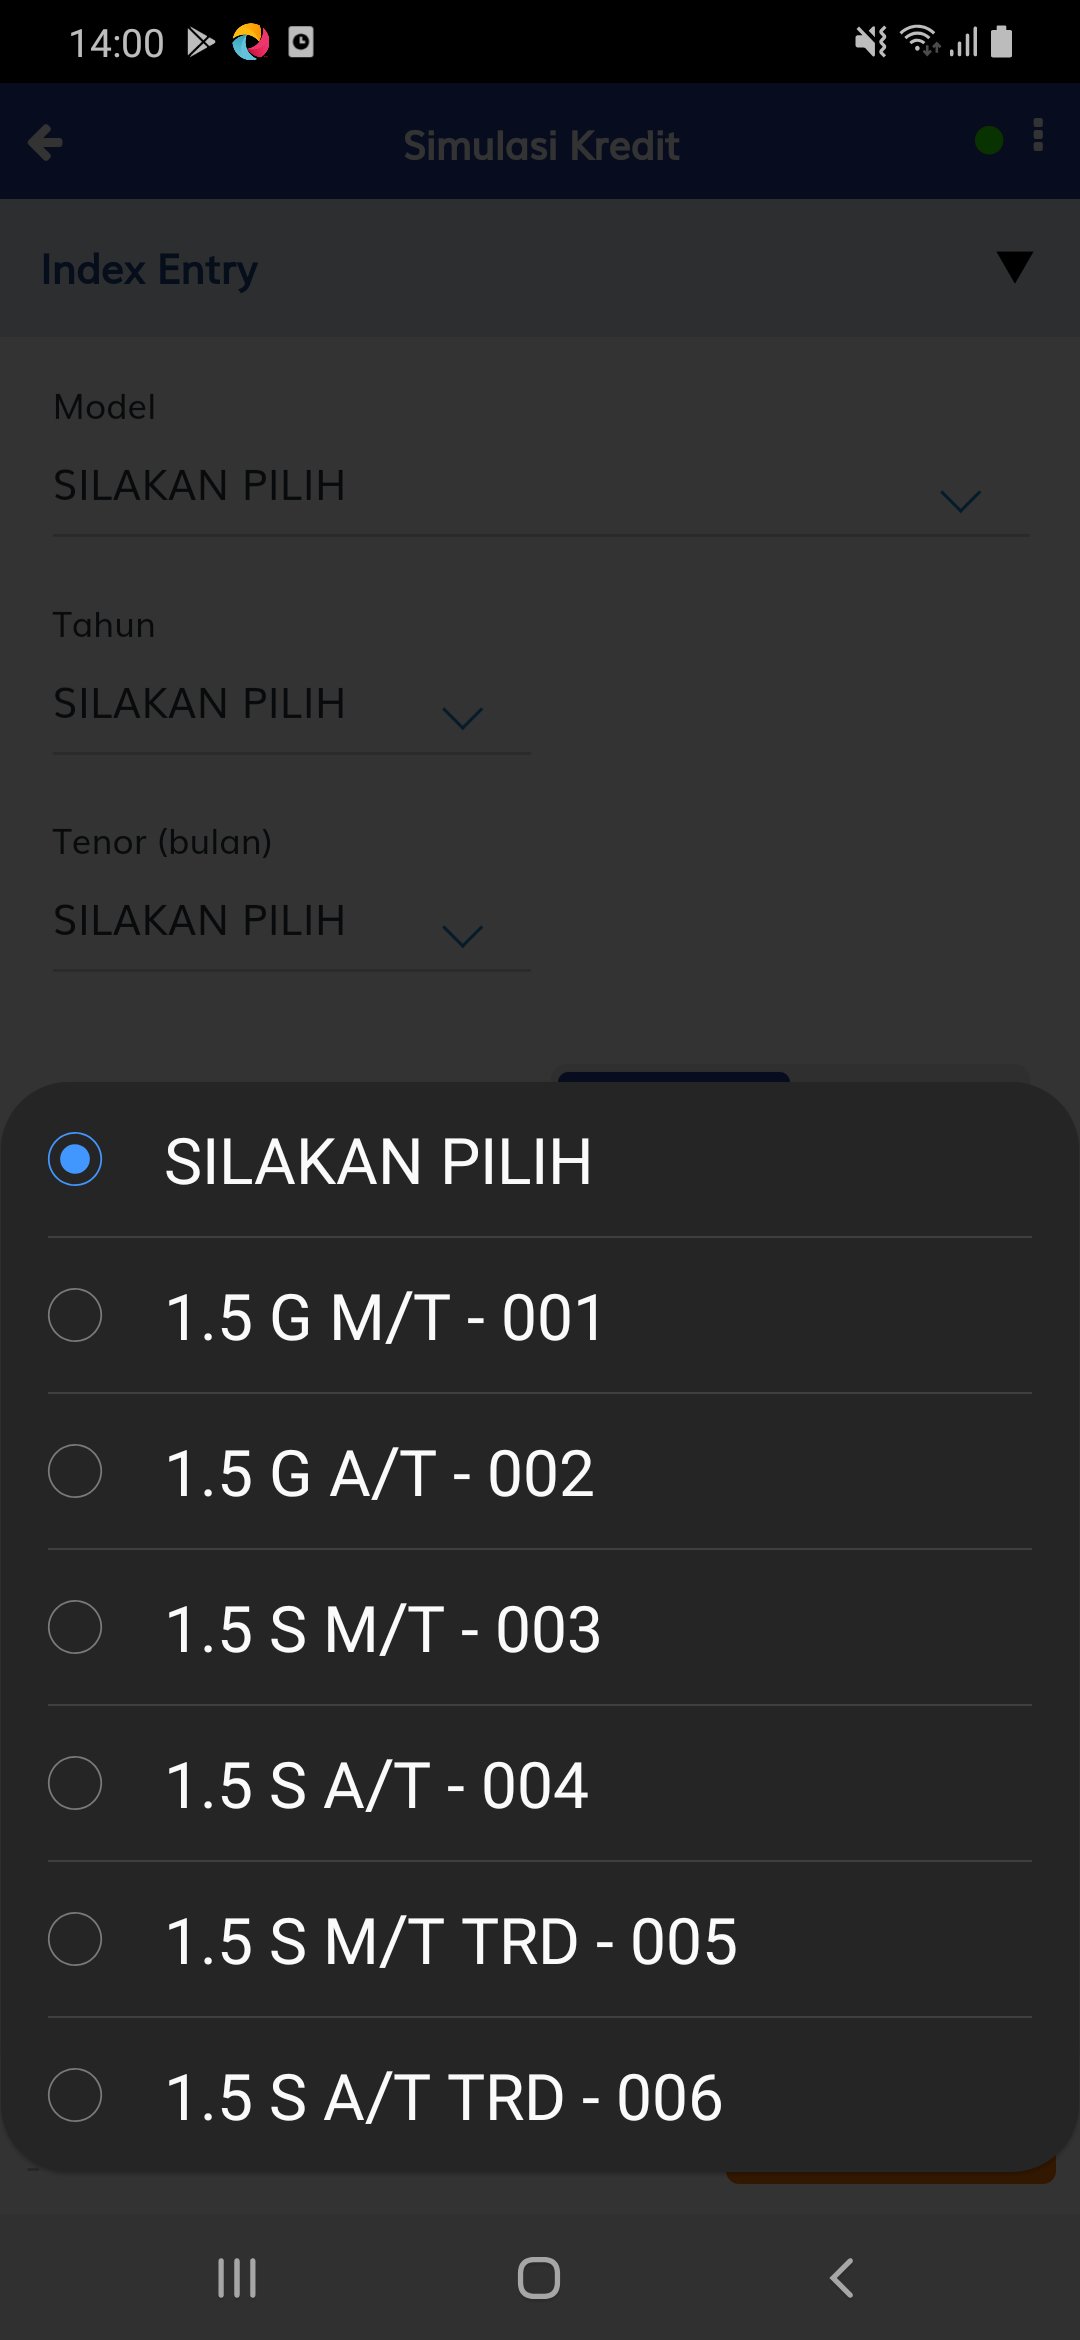 14:00
Simulasi Kredit
Index Entry
Model
SILAKAN PILIH
Tahun
SILAKAN PILIH
Tenor (bulan)
SILAKAN PILIH
SILAKAN PILIH
1.5 G M/T - 001
1.5 G A/T - 002
1.5 S M/T - 003
1.5 S A/T - 004
1.5 S M/T TRD - 005
1.5 S A/T TRD - 006